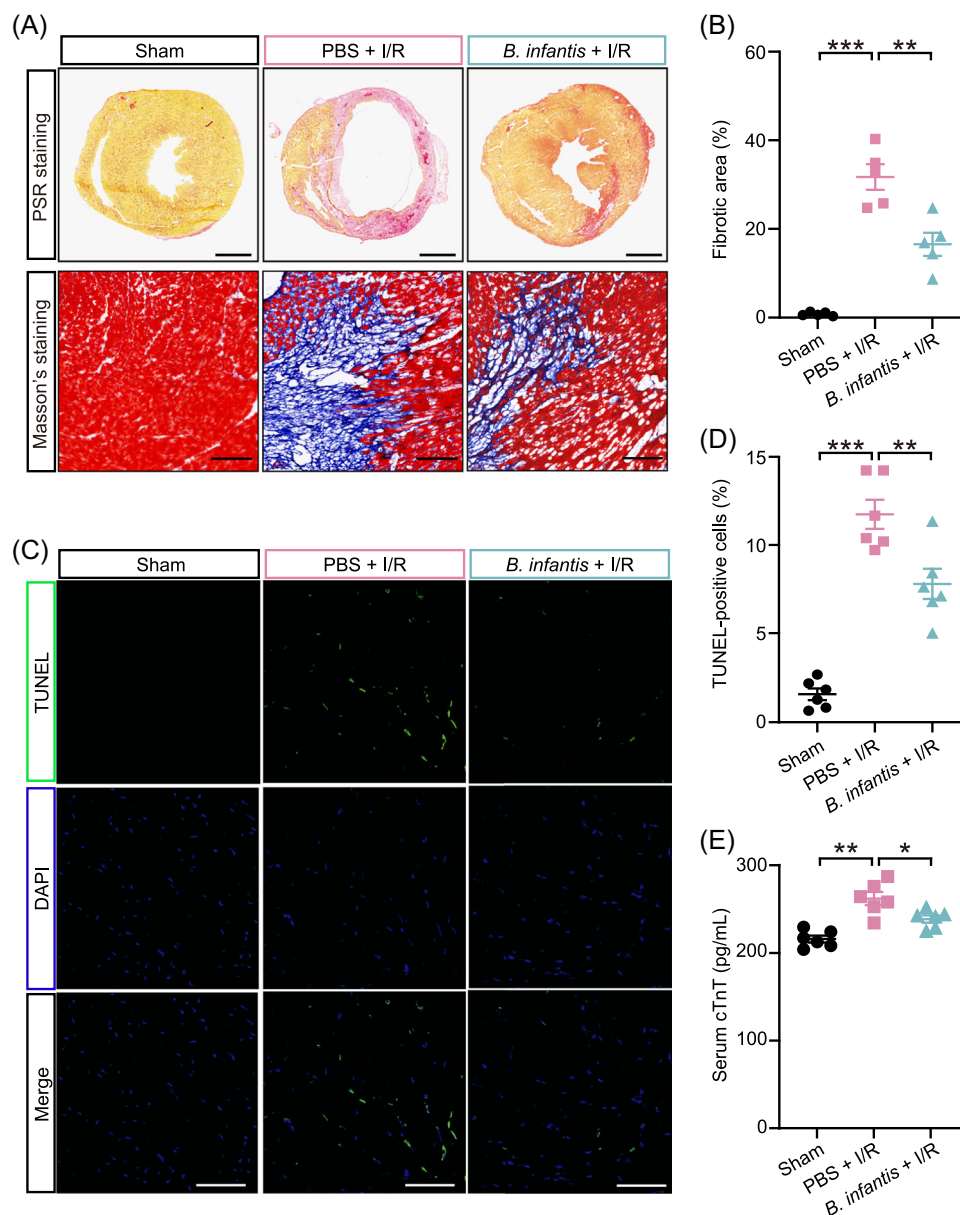 (A)
Sham
PBS + I/R
B. infantis + I/R
PSR staining
Masson's staining
(B)
***
**
Fibrotic area (%)
60
40
20
0
Sham
PBS + I/R
B. infantis + I/R
(C)
Sham
PBS + I/R
B. infantis + I/R
TUNEL
DAPI
Merge
(D)
***
**
TUNEL-positive cells (%)
15
10
5
0
Sham
PBS + I/R
B. infantis + I/R
(E)
**
*
Serum cTnT (pg/mL)
300
200
100
0
Sham
PBS + I/R
B. infantis + I/R